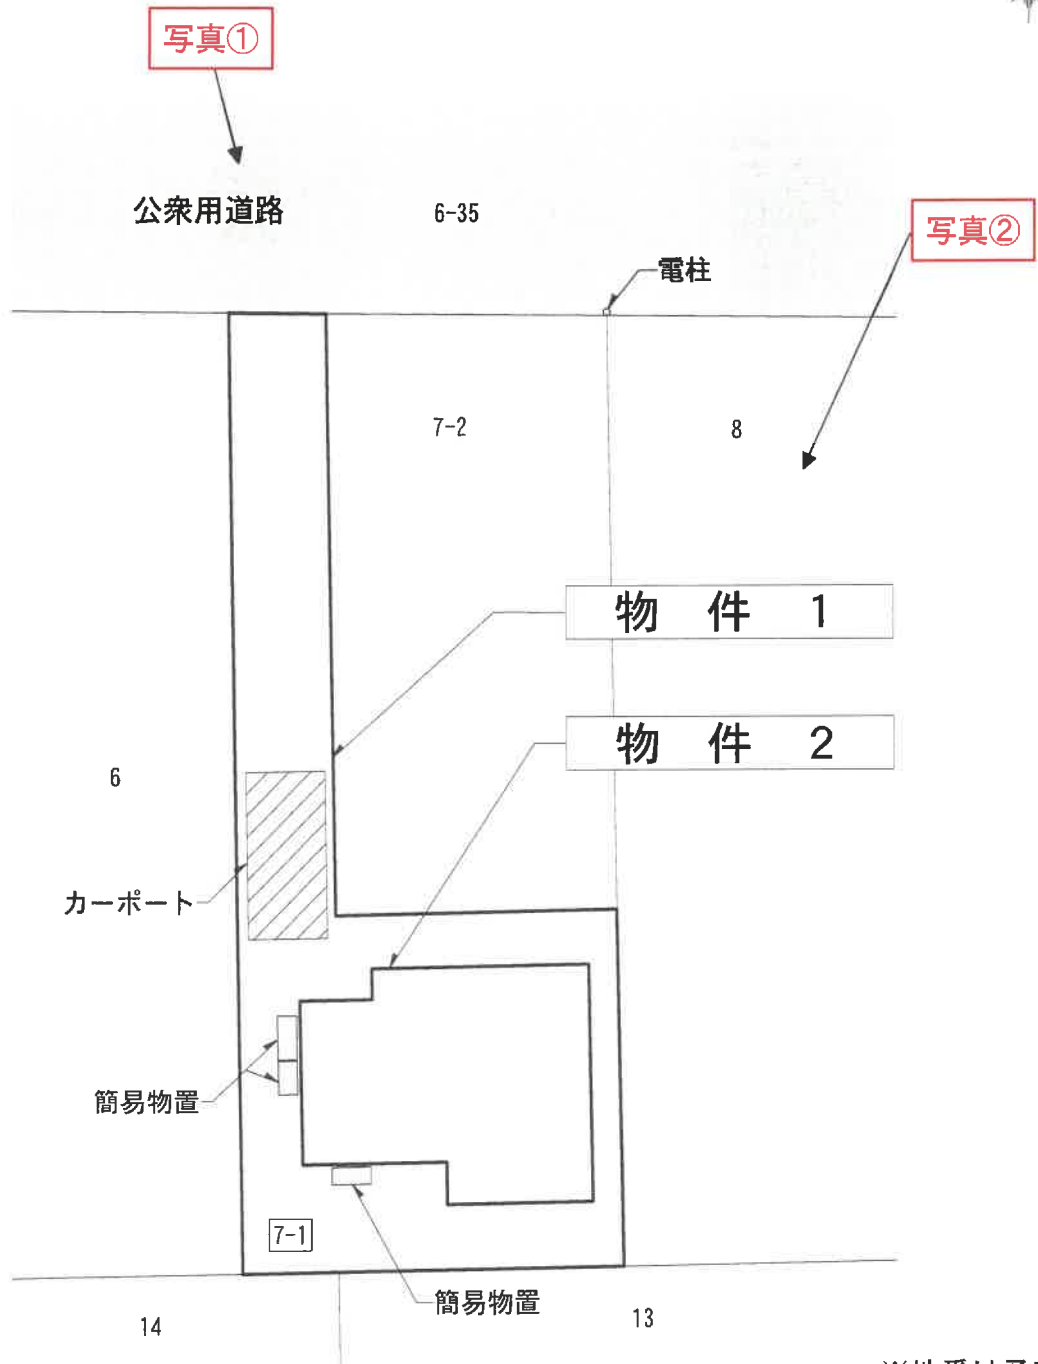 写真①
公衆用道路
6-35
写真②
電柱
7-2
8
物 件 1
物 件 2
6
カーポート
簡易物置
7-1
簡易物置
14
13